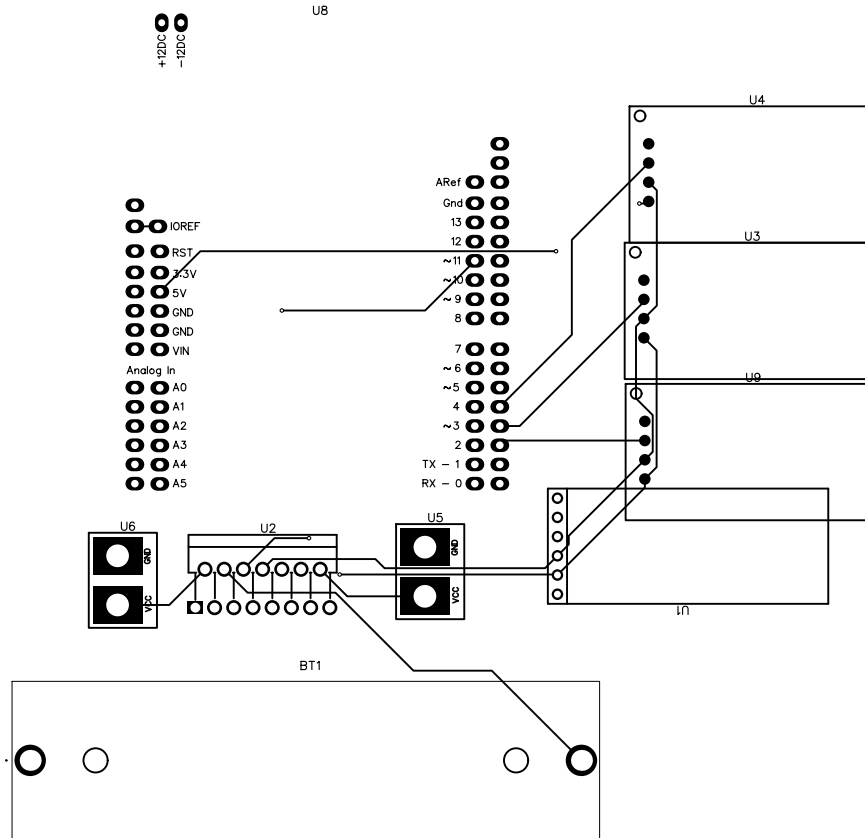 U8
+12DC
-12DC
U4
ARef
Gnd
13
IOREF
12
U3
RST
~11
3.3V
~10
5V
~9
GND
8
GND
VIN
7
Analog In
~6
A0
~5
U9
A1
4
A2
~3
A3
2
A4
TX - 1
A5
RX - 0
U6
U2
U5
GND
GND
VCC
VCC
U1
BT1